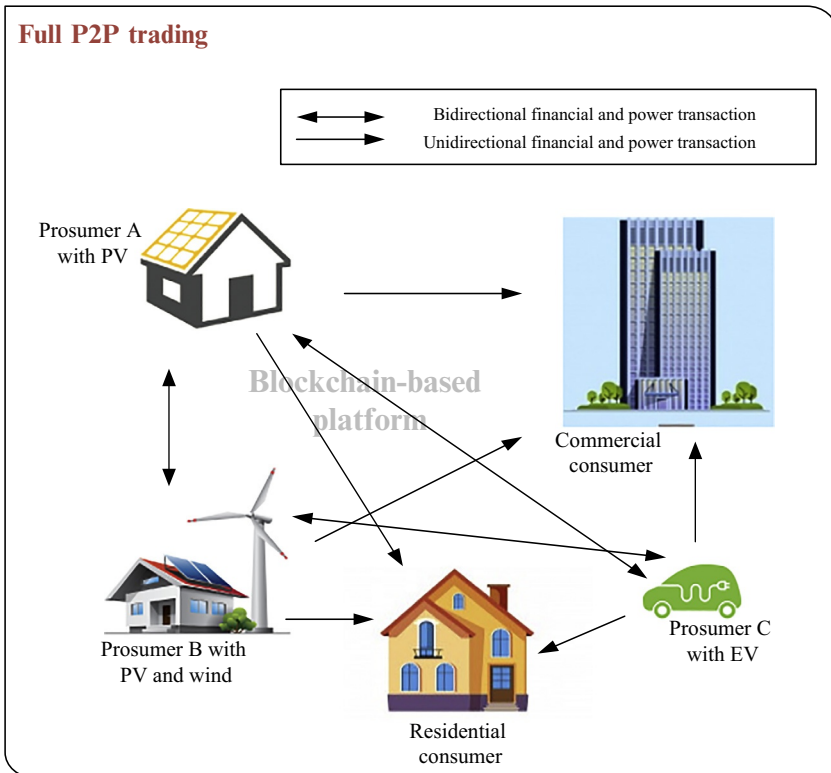 Full P2P trading
Bidirectional financial and power transaction
Unidirectional financial and power transaction
Prosumer A
with PV
Blockchain-based
platform
Commercial
consumer
Prosumer B with
PV and wind
Prosumer C
with EV
Residential
consumer